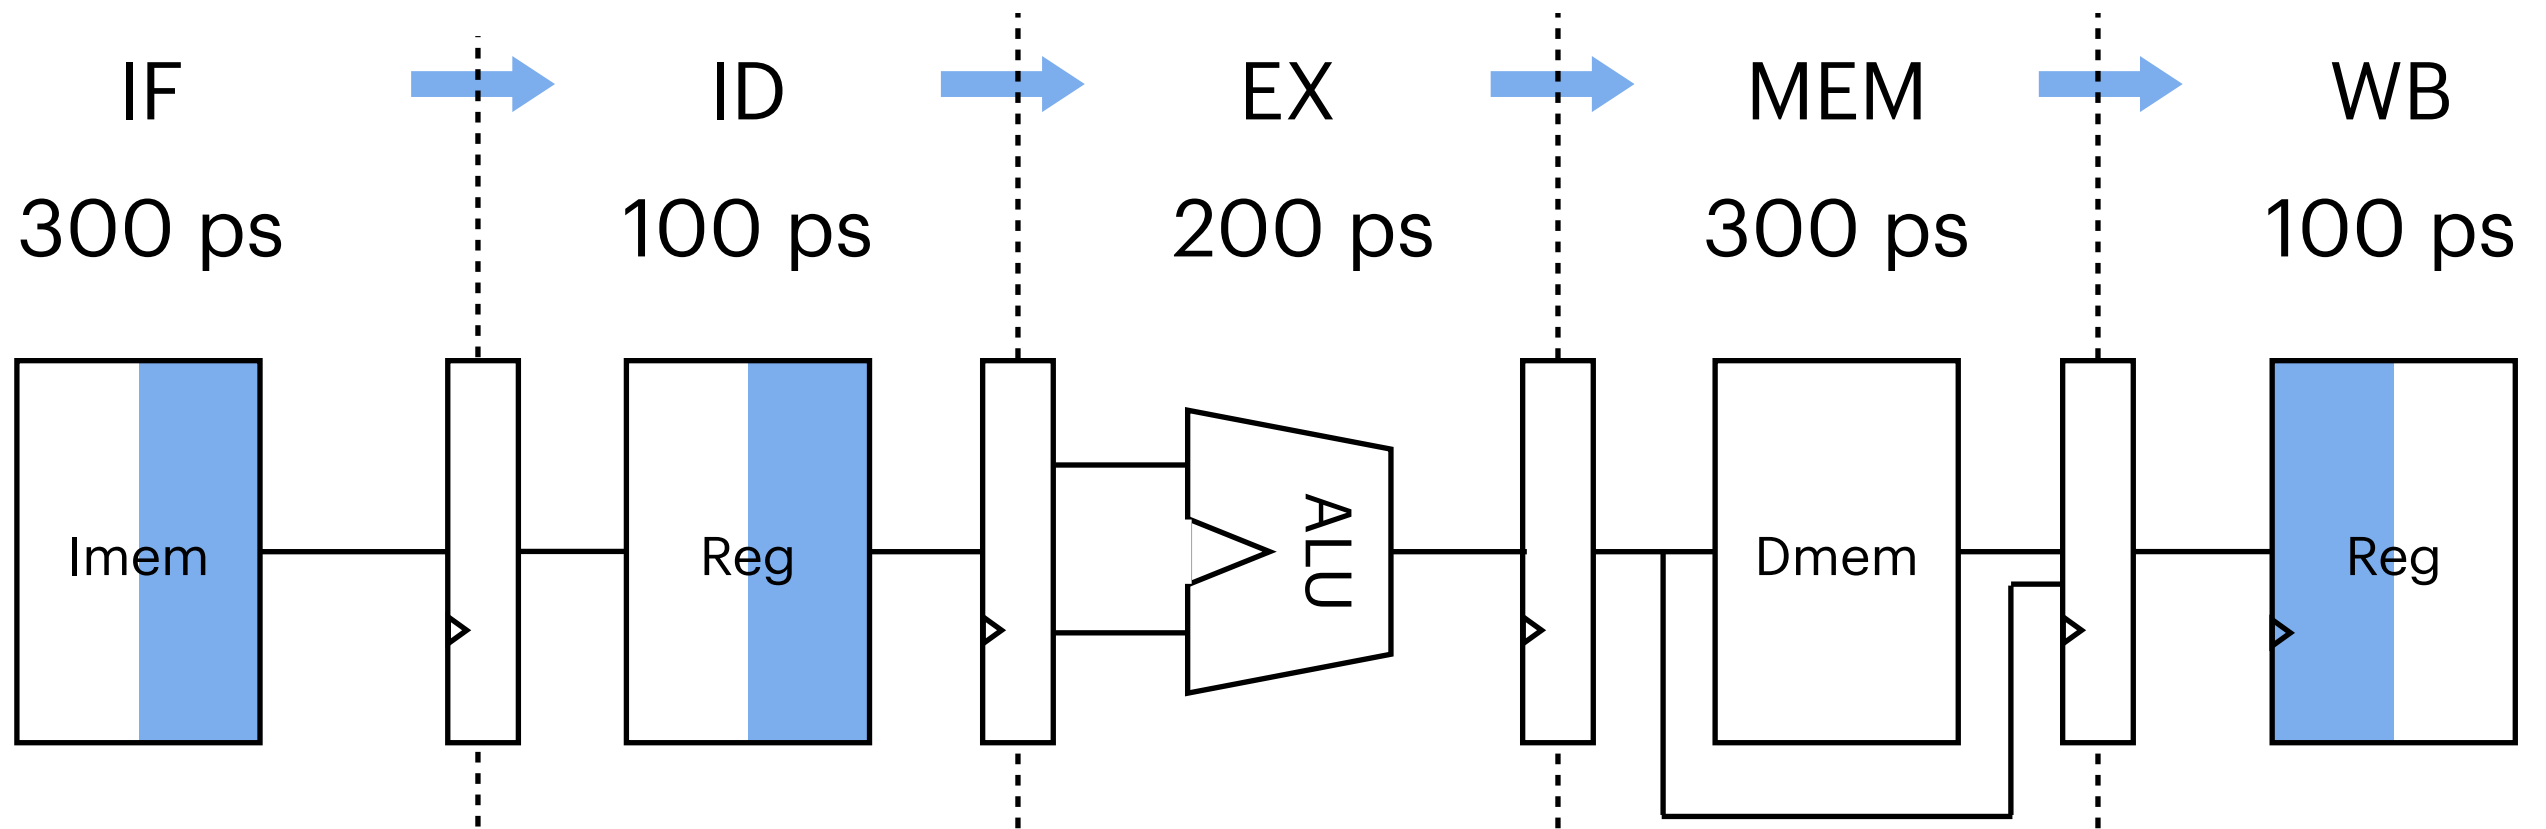 IF ID EX MEM WB
300 ps 100 ps 200 ps 300 ps 100 ps
Imem Reg ALU Dmem Reg